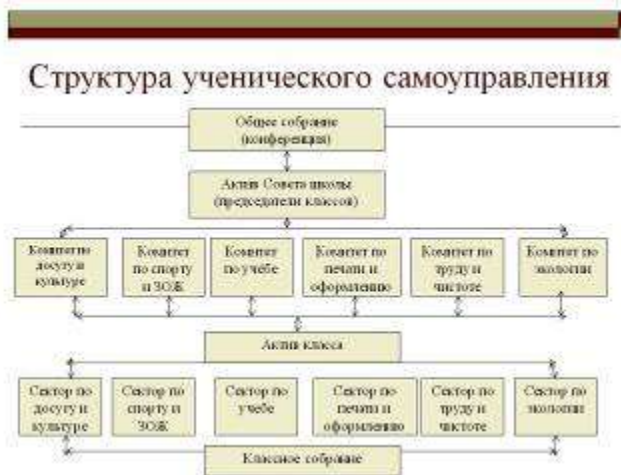 Структура ученического самоуправления
Общее собрание
(конференция)
Актив Совета школы
(председатели классов)
Комитет по
досугу и
культуре
Комитет
по спорту
и ЗОЖ
Комитет
по учёбе
Комитет по
печати и
оформлению
Комитет по
труду и
чистоте
Комитет по
экологии
Актив класса
Сектор по
досугу и
культуре
Сектор по
спорту и
ЗОЖ
Сектор по
учёбе
Сектор по
печати и
оформлению
Сектор по
труду и
чистоте
Сектор по
экологии
Классное собрание